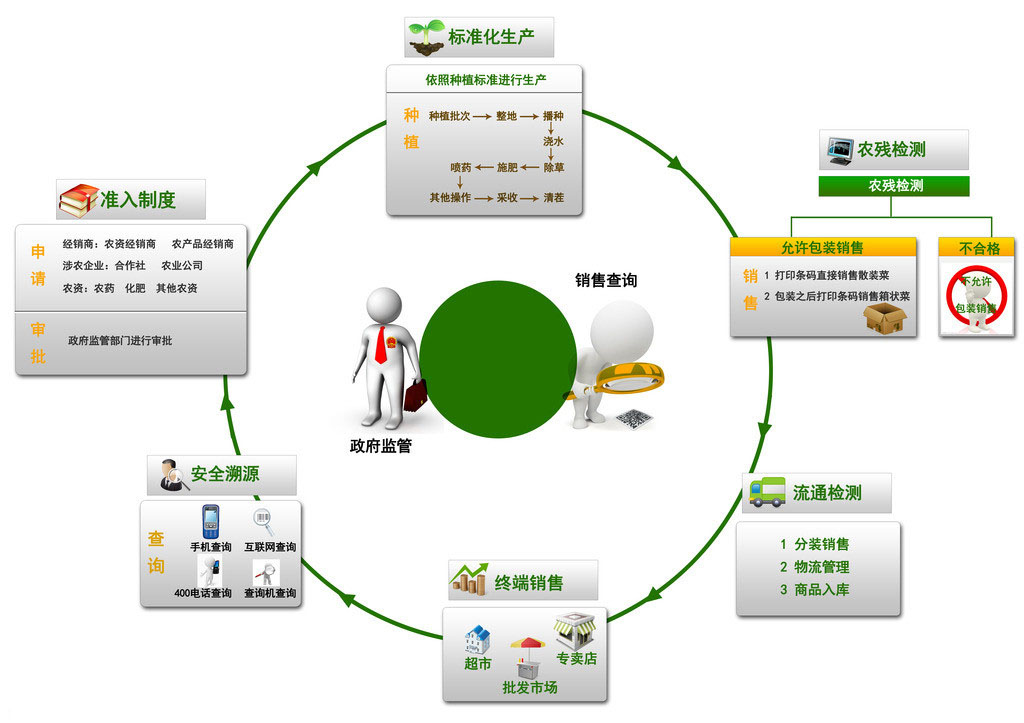 标准化生产
依照种植标准进行生产
种植
种植批次 整地 播种
浇水
喷药 施肥 除草
其他操作 采收 清茬
农残检测
农残检测
允许包装销售
销售
1 打印条码直接销售散装菜
2 包装之后打印条码销售箱状菜
不合格
不允许
包装销售
流通检测
1 分装销售
2 物流管理
3 商品入库
终端销售
超市
专卖店
批发市场
安全溯源
查询
手机查询 互联网查询
400电话查询 查询机查询
准入制度
申请
经销商：农资经销商 农产品经销商
涉农企业：合作社 农业公司
农资：农药 化肥 其他农资
审批
政府监管部门进行审批
销售查询
政府监管